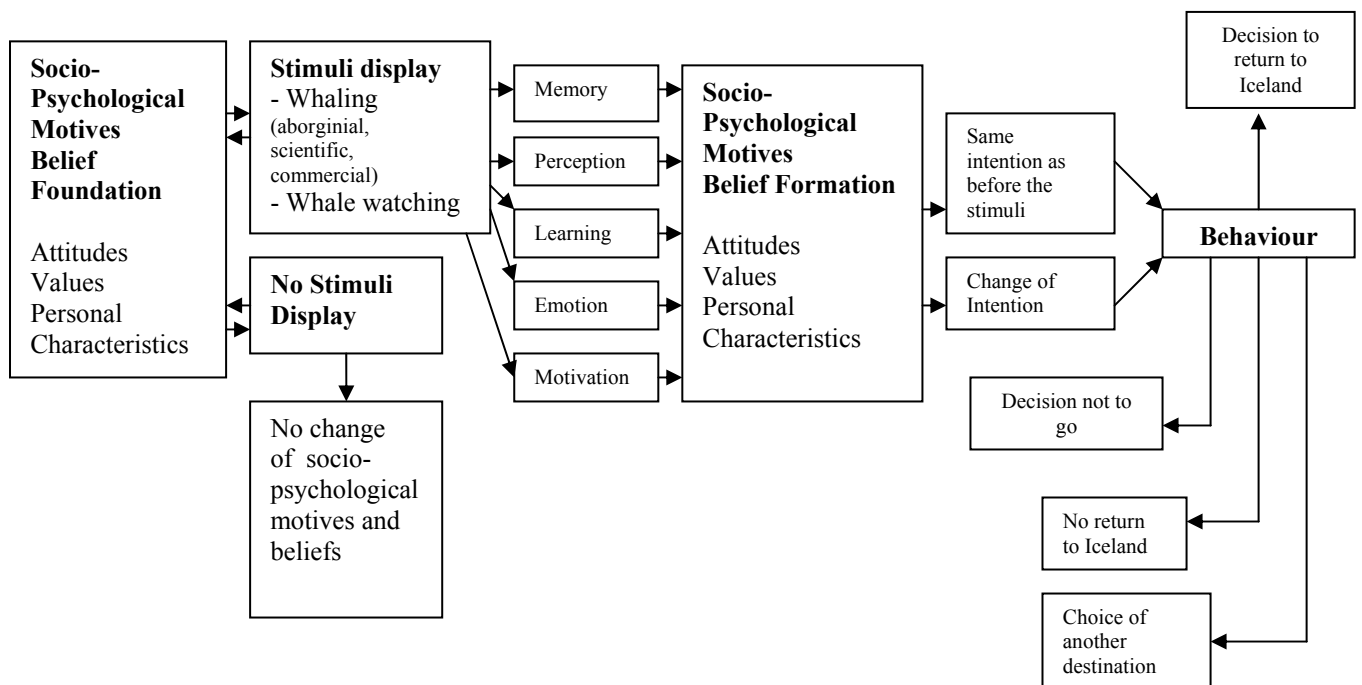 Socio-
Psychological
Motives
Belief
Foundation
Attitudes
Values
Personal
Characteristics
Stimuli display
- Whaling
(aborginial,
scientific,
commercial)
- Whale watching
No Stimuli
Display
No change
of socio-
psychological
motives and
beliefs
Memory
Perception
Learning
Emotion
Motivation
Socio-
Psychological
Motives
Belief Formation
Attitudes
Values
Personal
Characteristics
Same
intention as
before the
stimuli
Change of
Intention
Behaviour
Decision to
return to
Iceland
Decision not to
go
No return
to Iceland
Choice of
another
destination